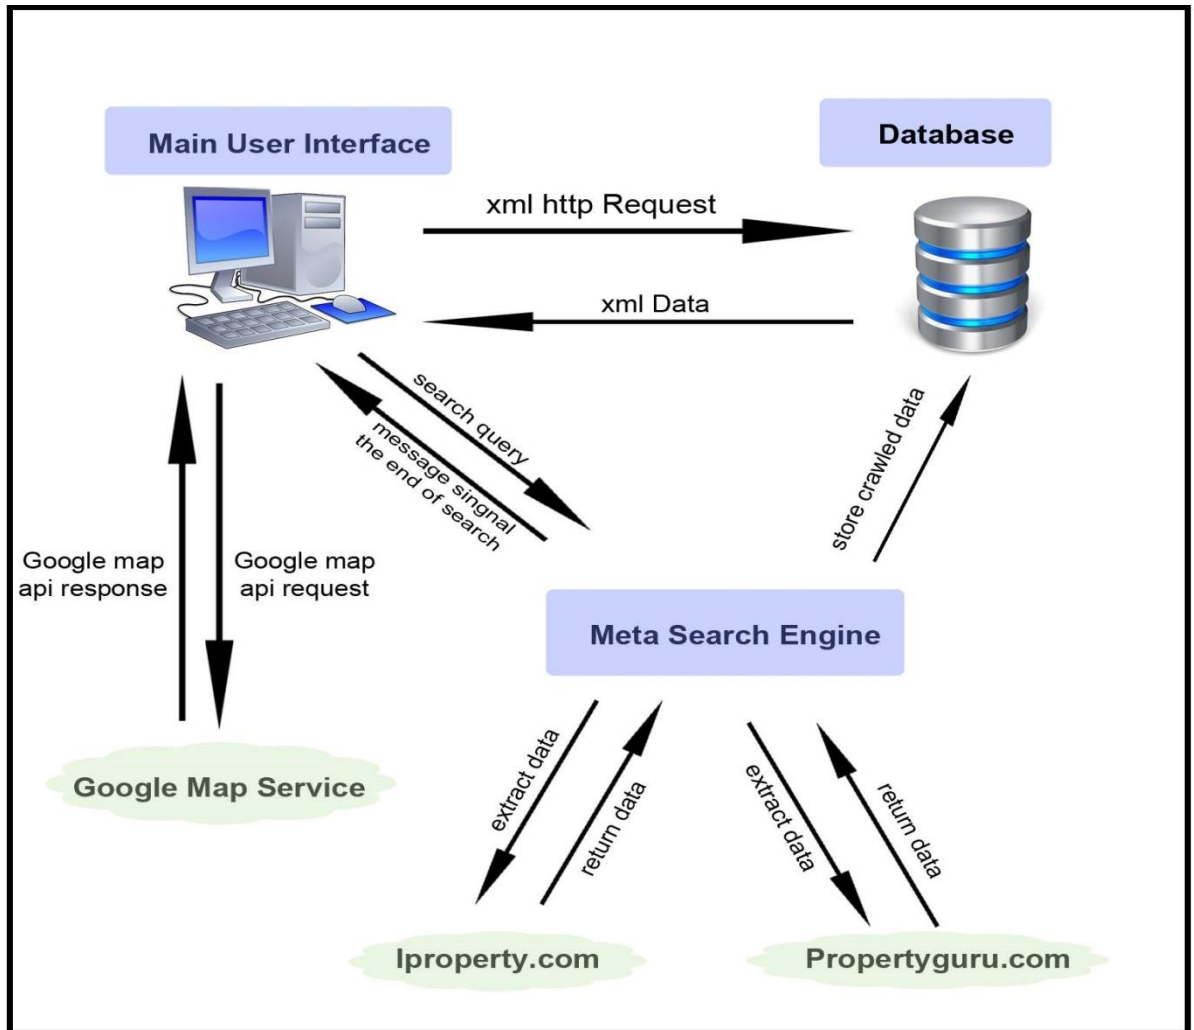 Main User Interface
Database
xml http Request
xml Data
search query
message singnal
the end of search
store crawled data
Google map
api response
Google map
api request
Meta Search Engine
Google Map Service
extract data
return data
extract data
return data
Iproperty.com
Propertyguru.com